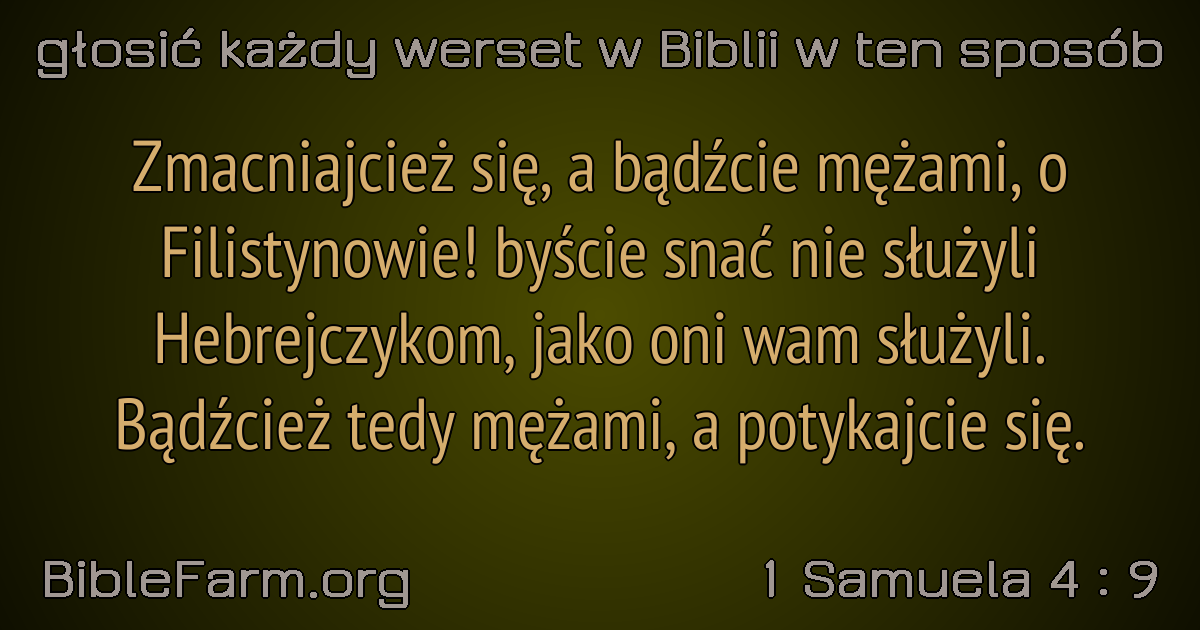 głosić każdy werset w Biblii w ten sposób
Zmacniajcież się, a bądźcie mężami, o
Filistynowie! byście snać nie służyli
Hebrejczykom, jako oni wam służyli.
Bądźcież tedy mężami, a potykajcie się.
BibleFarm.org
1 Samuela 4 : 9